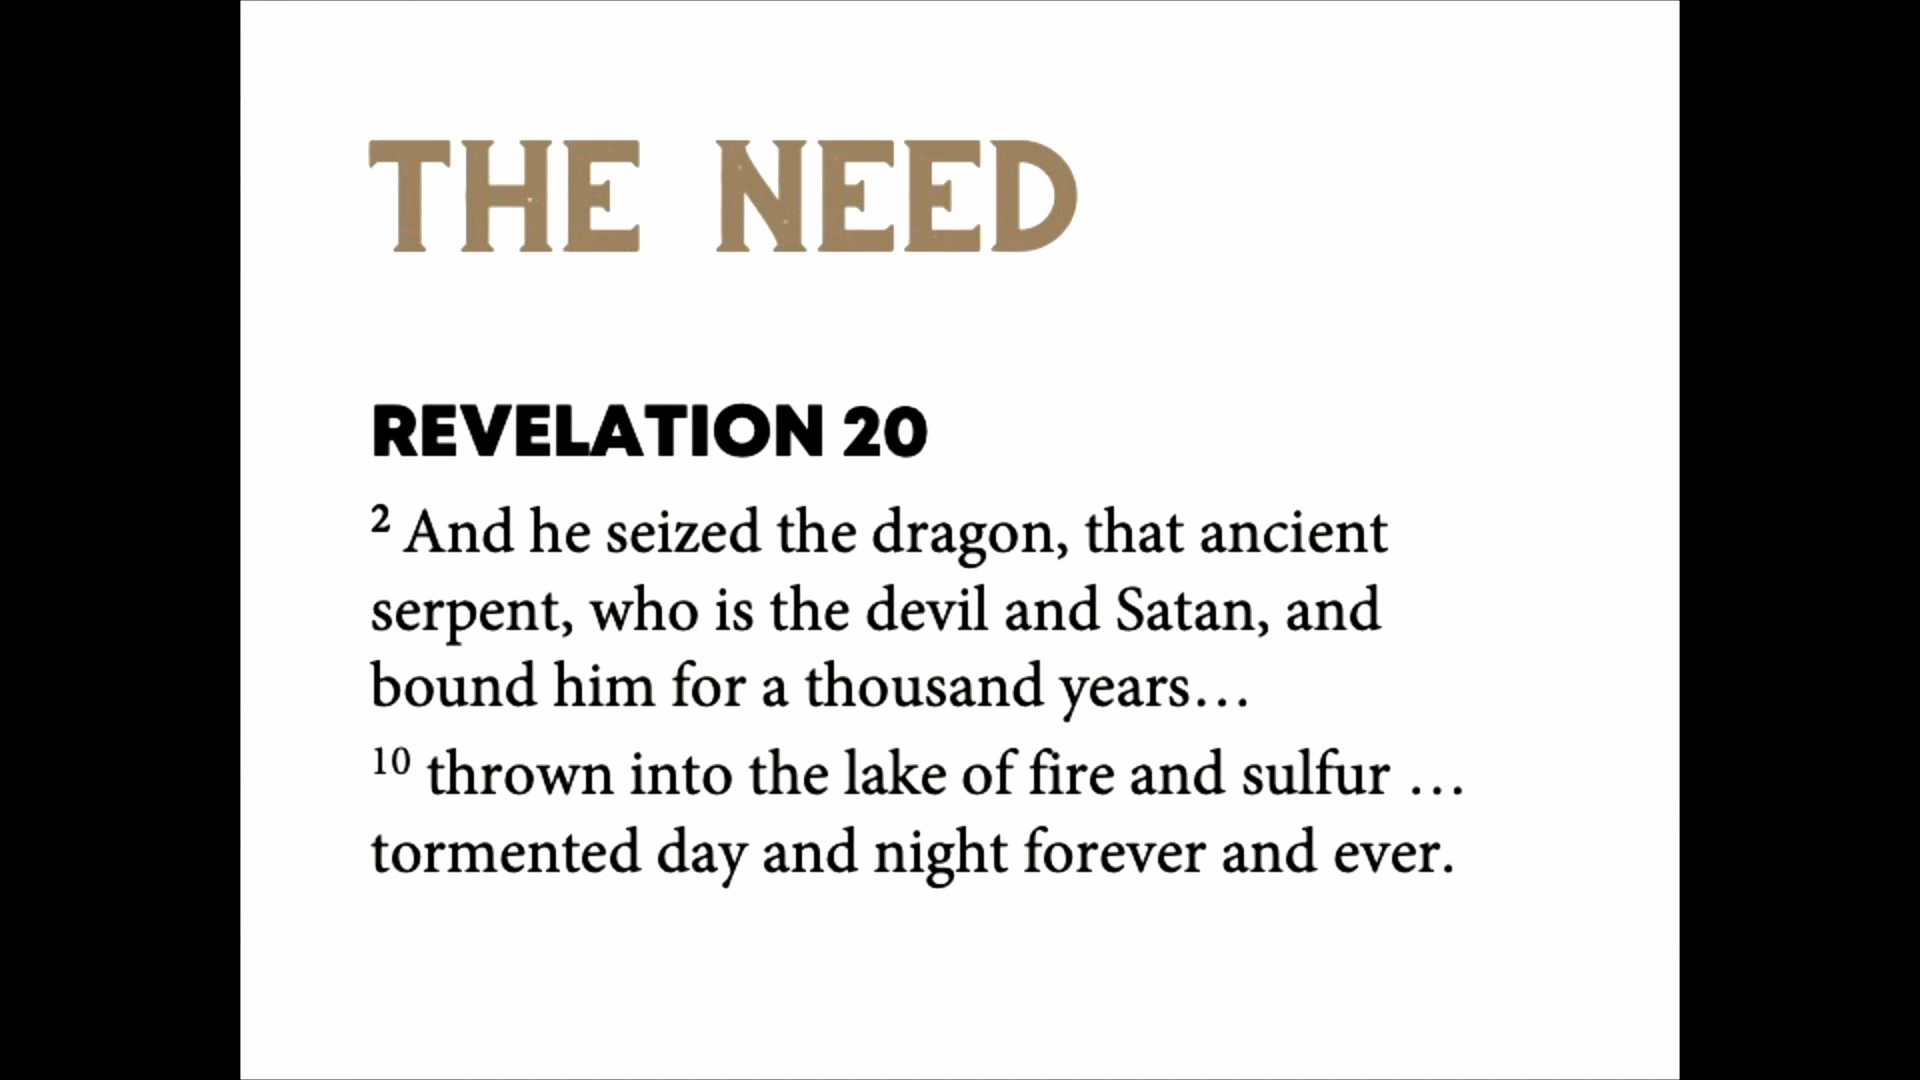 THE NEED
REVELATION 20
² And he seized the dragon, that ancient
serpent, who is the devil and Satan, and
bound him for a thousand years…
¹⁰ thrown into the lake of fire and sulfur …
tormented day and night forever and ever.